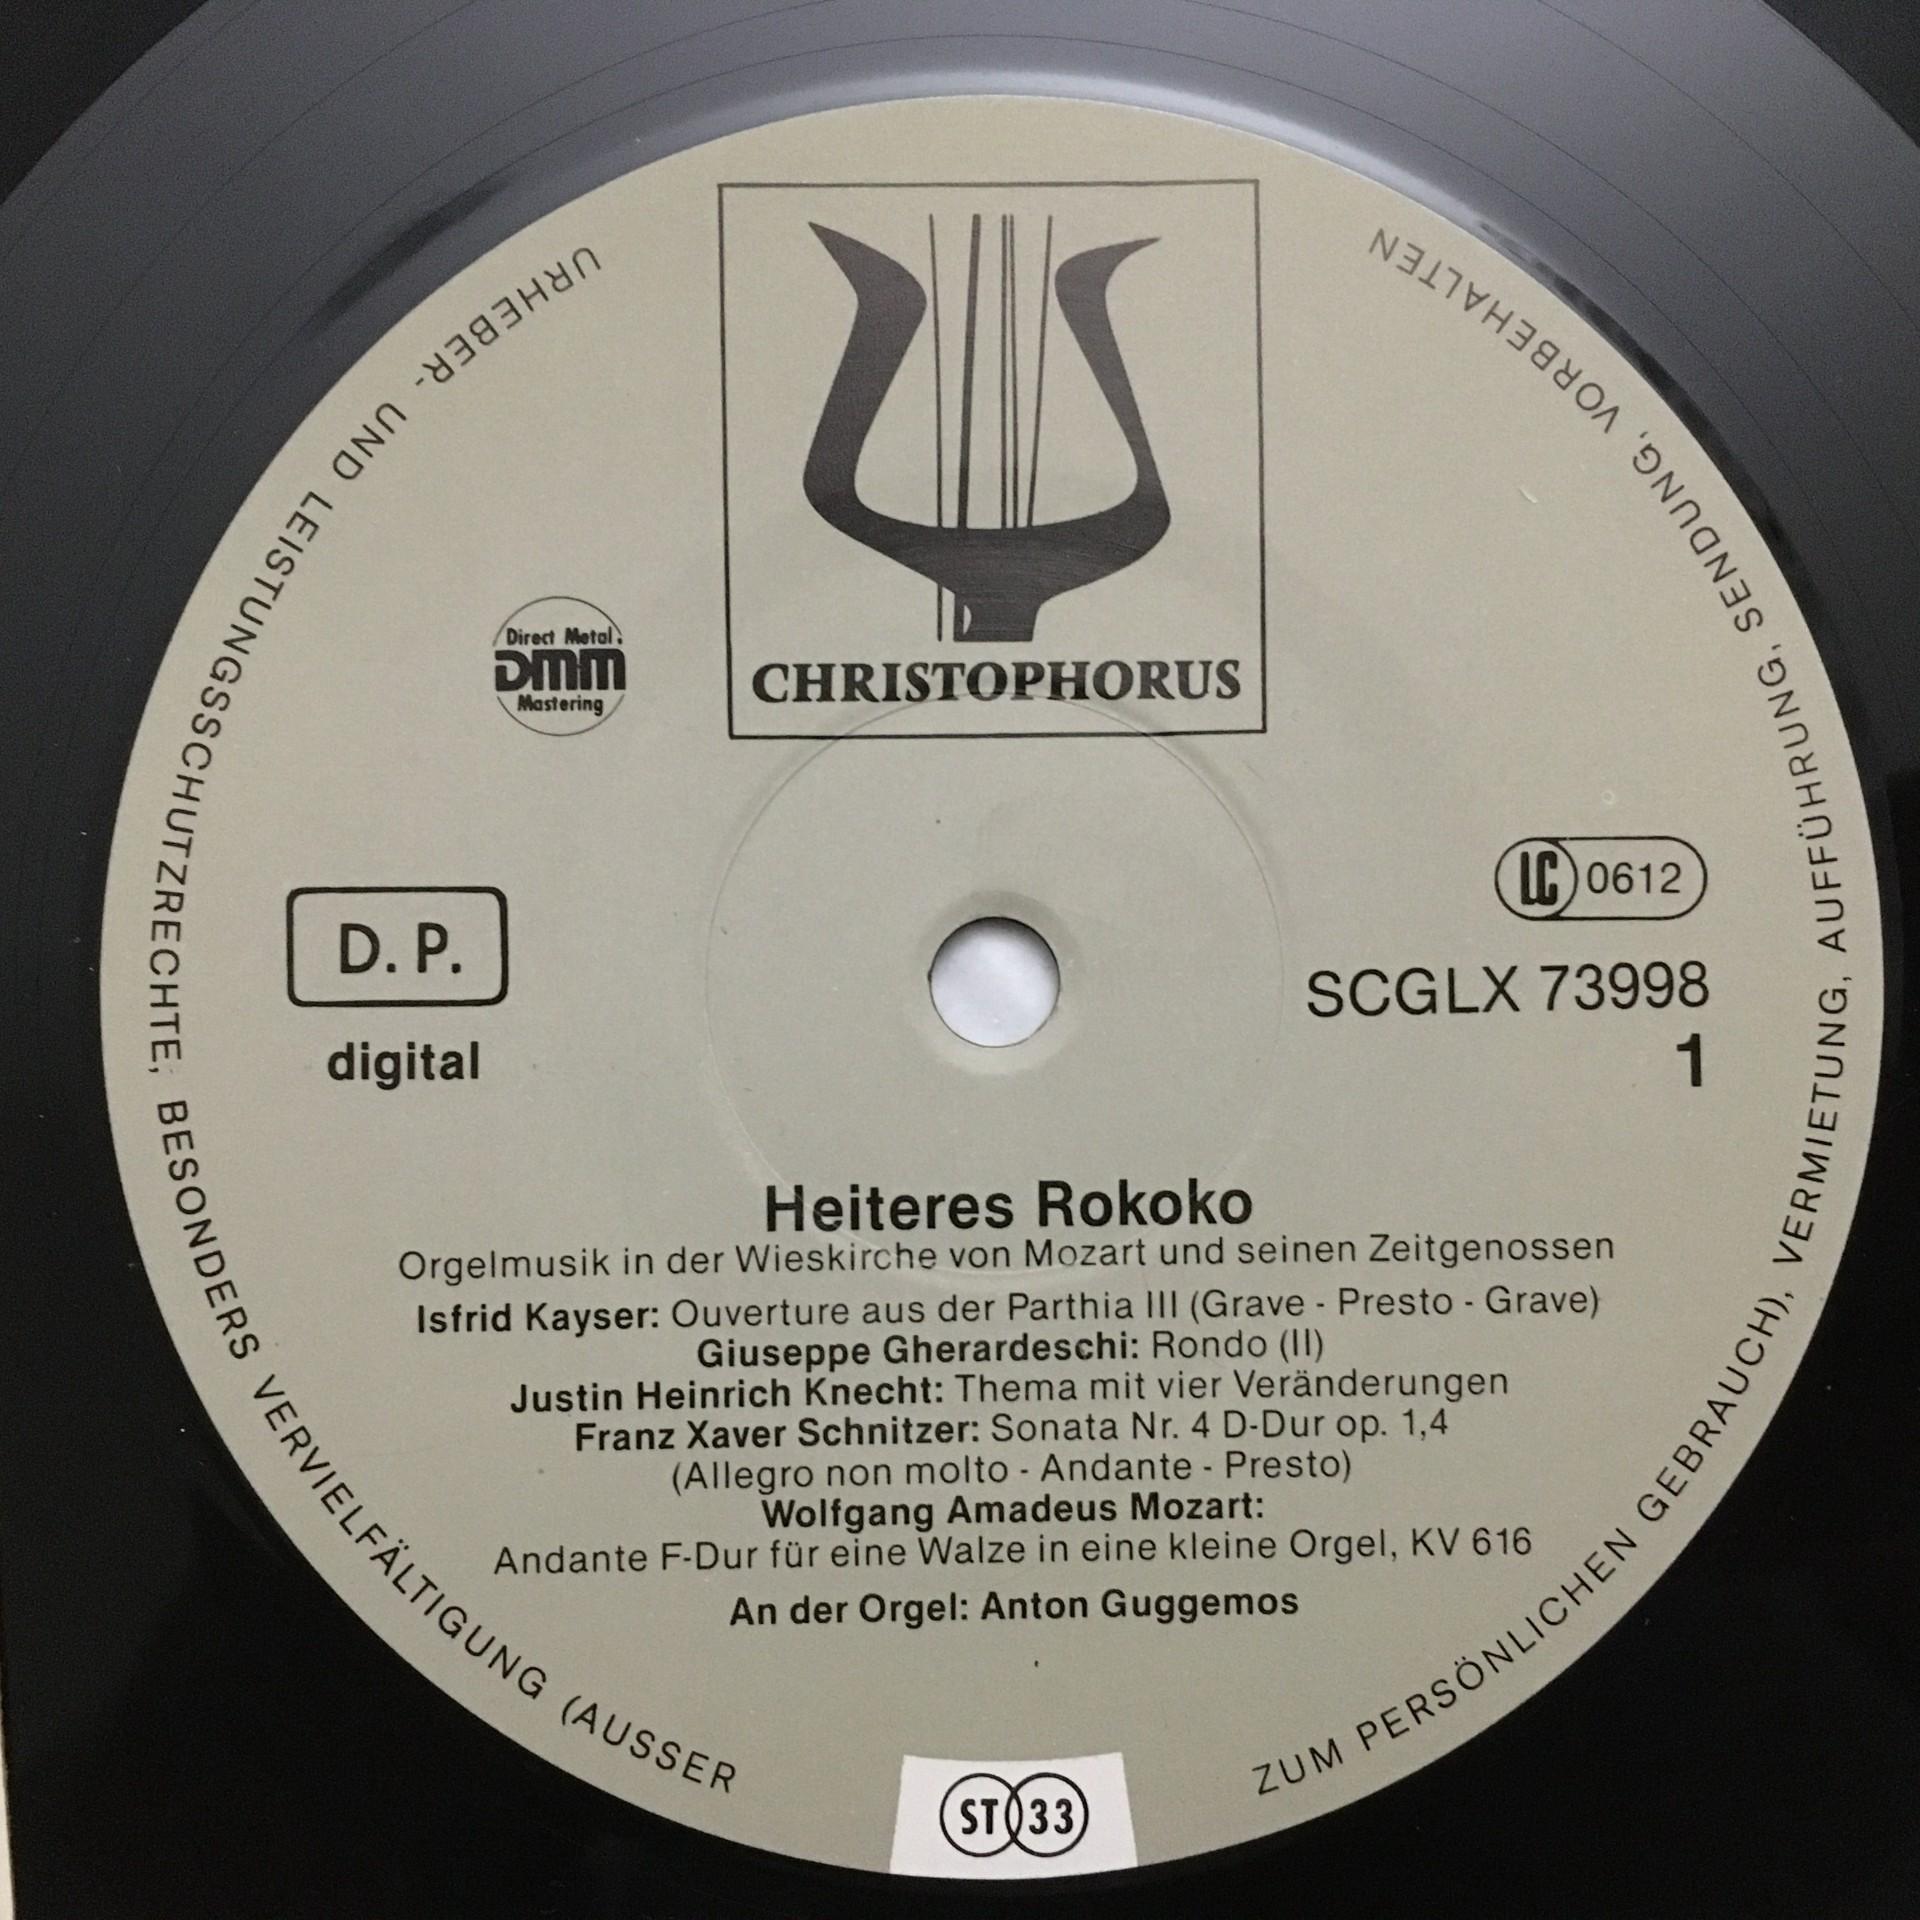 CHRISTOPHORUS
Direct Metal
DMM
Mastering
D. P.
digital
LC 0612
SCGLX 73998
1
Heiteres Rokoko
Orgelmusik in der Wieskirche von Mozart und seinen Zeitgenossen
Isfrid Kayser: Ouverture aus der Parthia III (Grave - Presto - Grave)
Giuseppe Gherardeschi: Rondo (II)
Justin Heinrich Knecht: Thema mit vier Veränderungen
Franz Xaver Schnitzer: Sonata Nr. 4 D-Dur op. 1,4
(Allegro non molto - Andante - Presto)
Wolfgang Amadeus Mozart:
Andante F-Dur für eine Walze in eine kleine Orgel, KV 616
An der Orgel: Anton Guggemos
ST 33
URHEBER- UND LEISTUNGSSCHUTZRECHTE, BESONDERS VERVIELFÄLTIGUNG (AUSSER
ZUM PERSÖNLICHEN GEBRAUCH), VERMIETUNG, AUFFÜHRUNG, SENDUNG, VORBEHALTEN